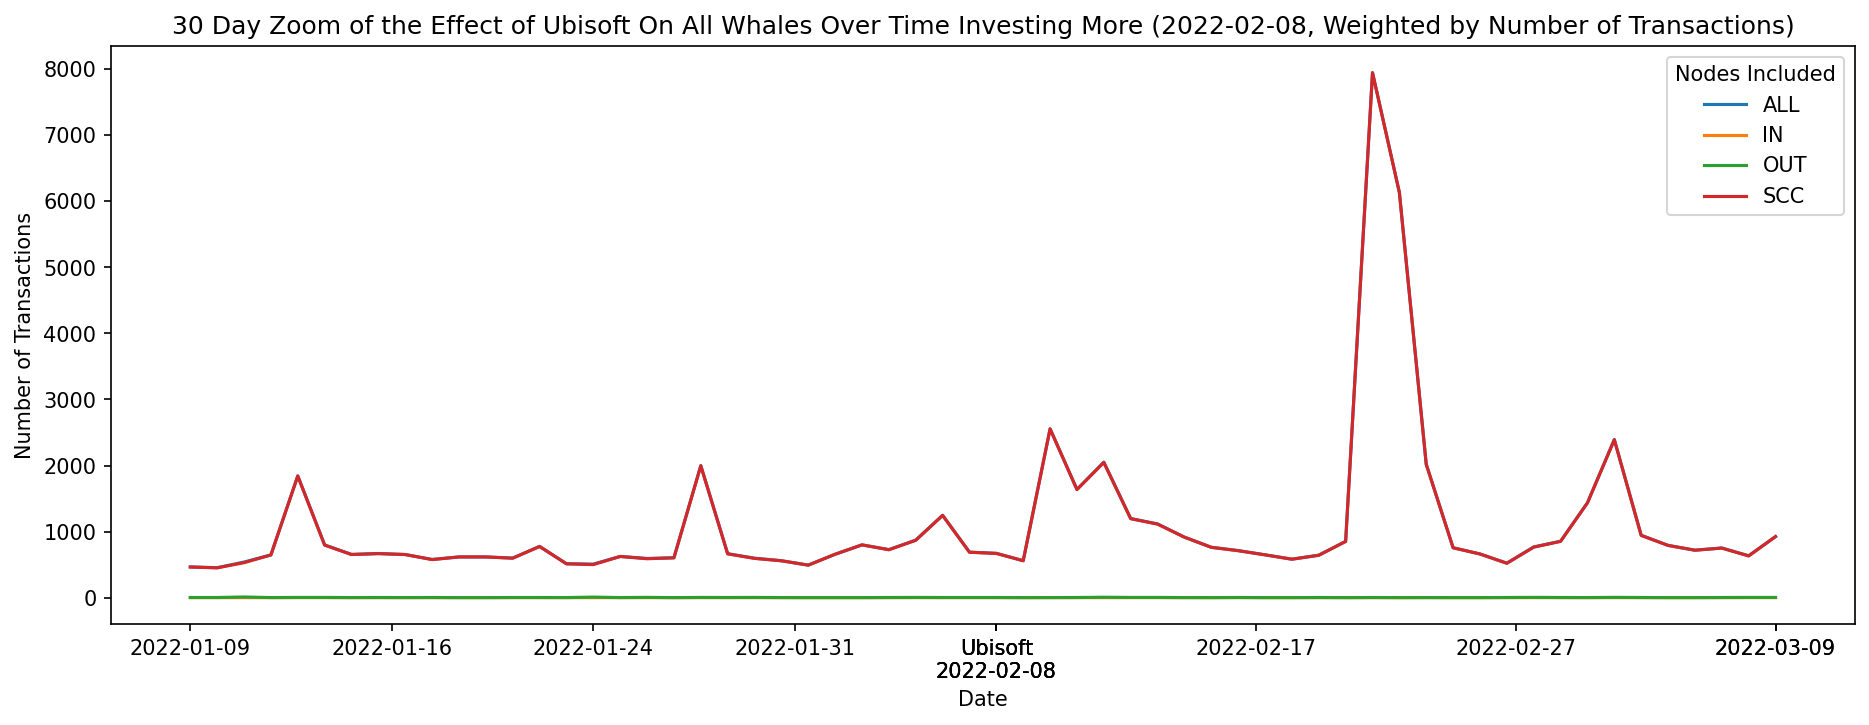 30 Day Zoom of the Effect of Ubisoft On All Whales Over Time Investing More (2022-02-08, Weighted by Number of Transactions)
Number of Transactions
8000
7000
6000
5000
4000
3000
2000
1000
0
Nodes Included
ALL
IN
OUT
SCC
2022-01-09
2022-01-16
2022-01-24
2022-01-31
Ubisoft
2022-02-08
2022-02-17
2022-02-27
2022-03-09
Date